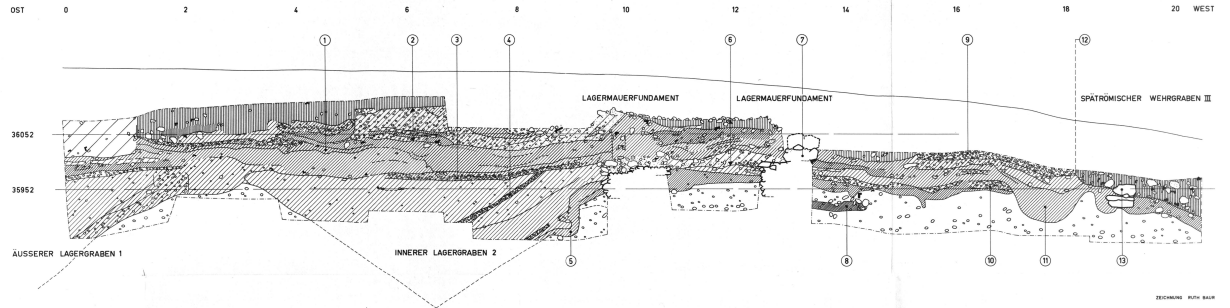 OST 0 2 4 6 8 10 12 14 16 18 20 WEST
1 2 3 4 6 7 9 12
LAGERMAUERFUNDAMENT LAGERMAUERFUNDAMENT SPÄTRÖMISCHER WEHRGRABEN III
36052
35952
ÄUSSERER LAGERGRABEN 1 INNERER LAGERGRABEN 2 5 8 10 11 13
ZEICHNUNG RUTH BAUR